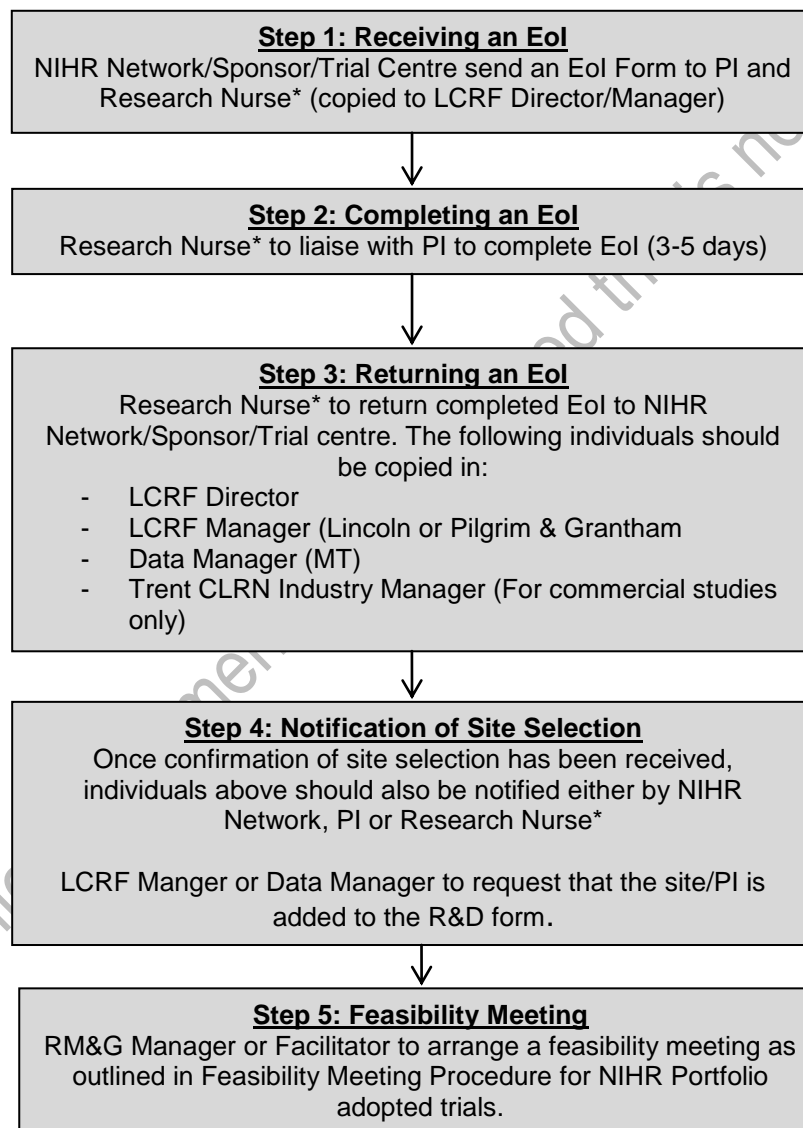 Step 1: Receiving an EoI
NIHR Network/Sponsor/Trial Centre send an EoI Form to PI and
Research Nurse* (copied to LCRF Director/Manager)
Step 2: Completing an EoI
Research Nurse* to liaise with PI to complete EoI (3-5 days)
Step 3: Returning an EoI
Research Nurse* to return completed EoI to NIHR
Network/Sponsor/Trial centre. The following individuals should
be copied in:
- LCRF Director
- LCRF Manager (Lincoln or Pilgrim & Grantham
- Data Manager (MT)
- Trent CLRN Industry Manager (For commercial studies
only)
Step 4: Notification of Site Selection
Once confirmation of site selection has been received,
individuals above should also be notified either by NIHR
Network, PI or Research Nurse*
LCRF Manger or Data Manager to request that the site/PI is
added to the R&D form.
Step 5: Feasibility Meeting
RM&G Manager or Facilitator to arrange a feasibility meeting as
outlined in Feasibility Meeting Procedure for NIHR Portfolio
adopted trials.